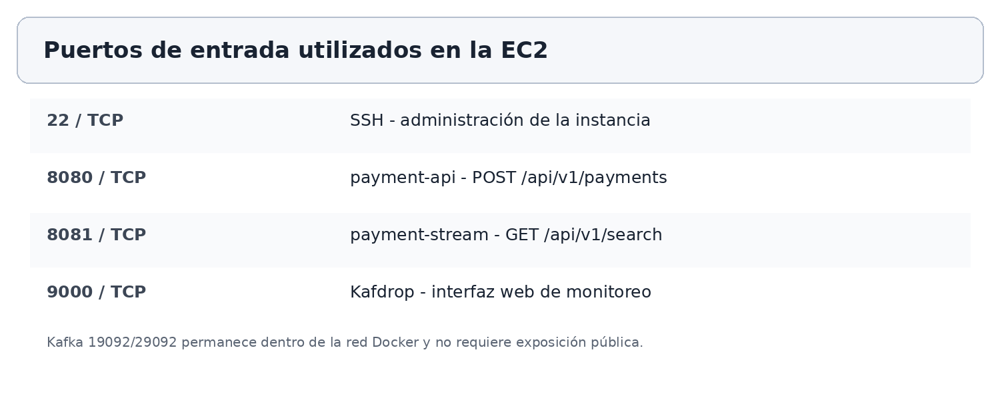 Puertos de entrada utilizados en la EC2
22 / TCP SSH - administración de la instancia
8080 / TCP payment-api - POST /api/v1/payments
8081 / TCP payment-stream - GET /api/v1/search
9000 / TCP Kafdrop - interfaz web de monitoreo
Kafka 19092/29092 permanece dentro de la red Docker y no requiere exposición pública.